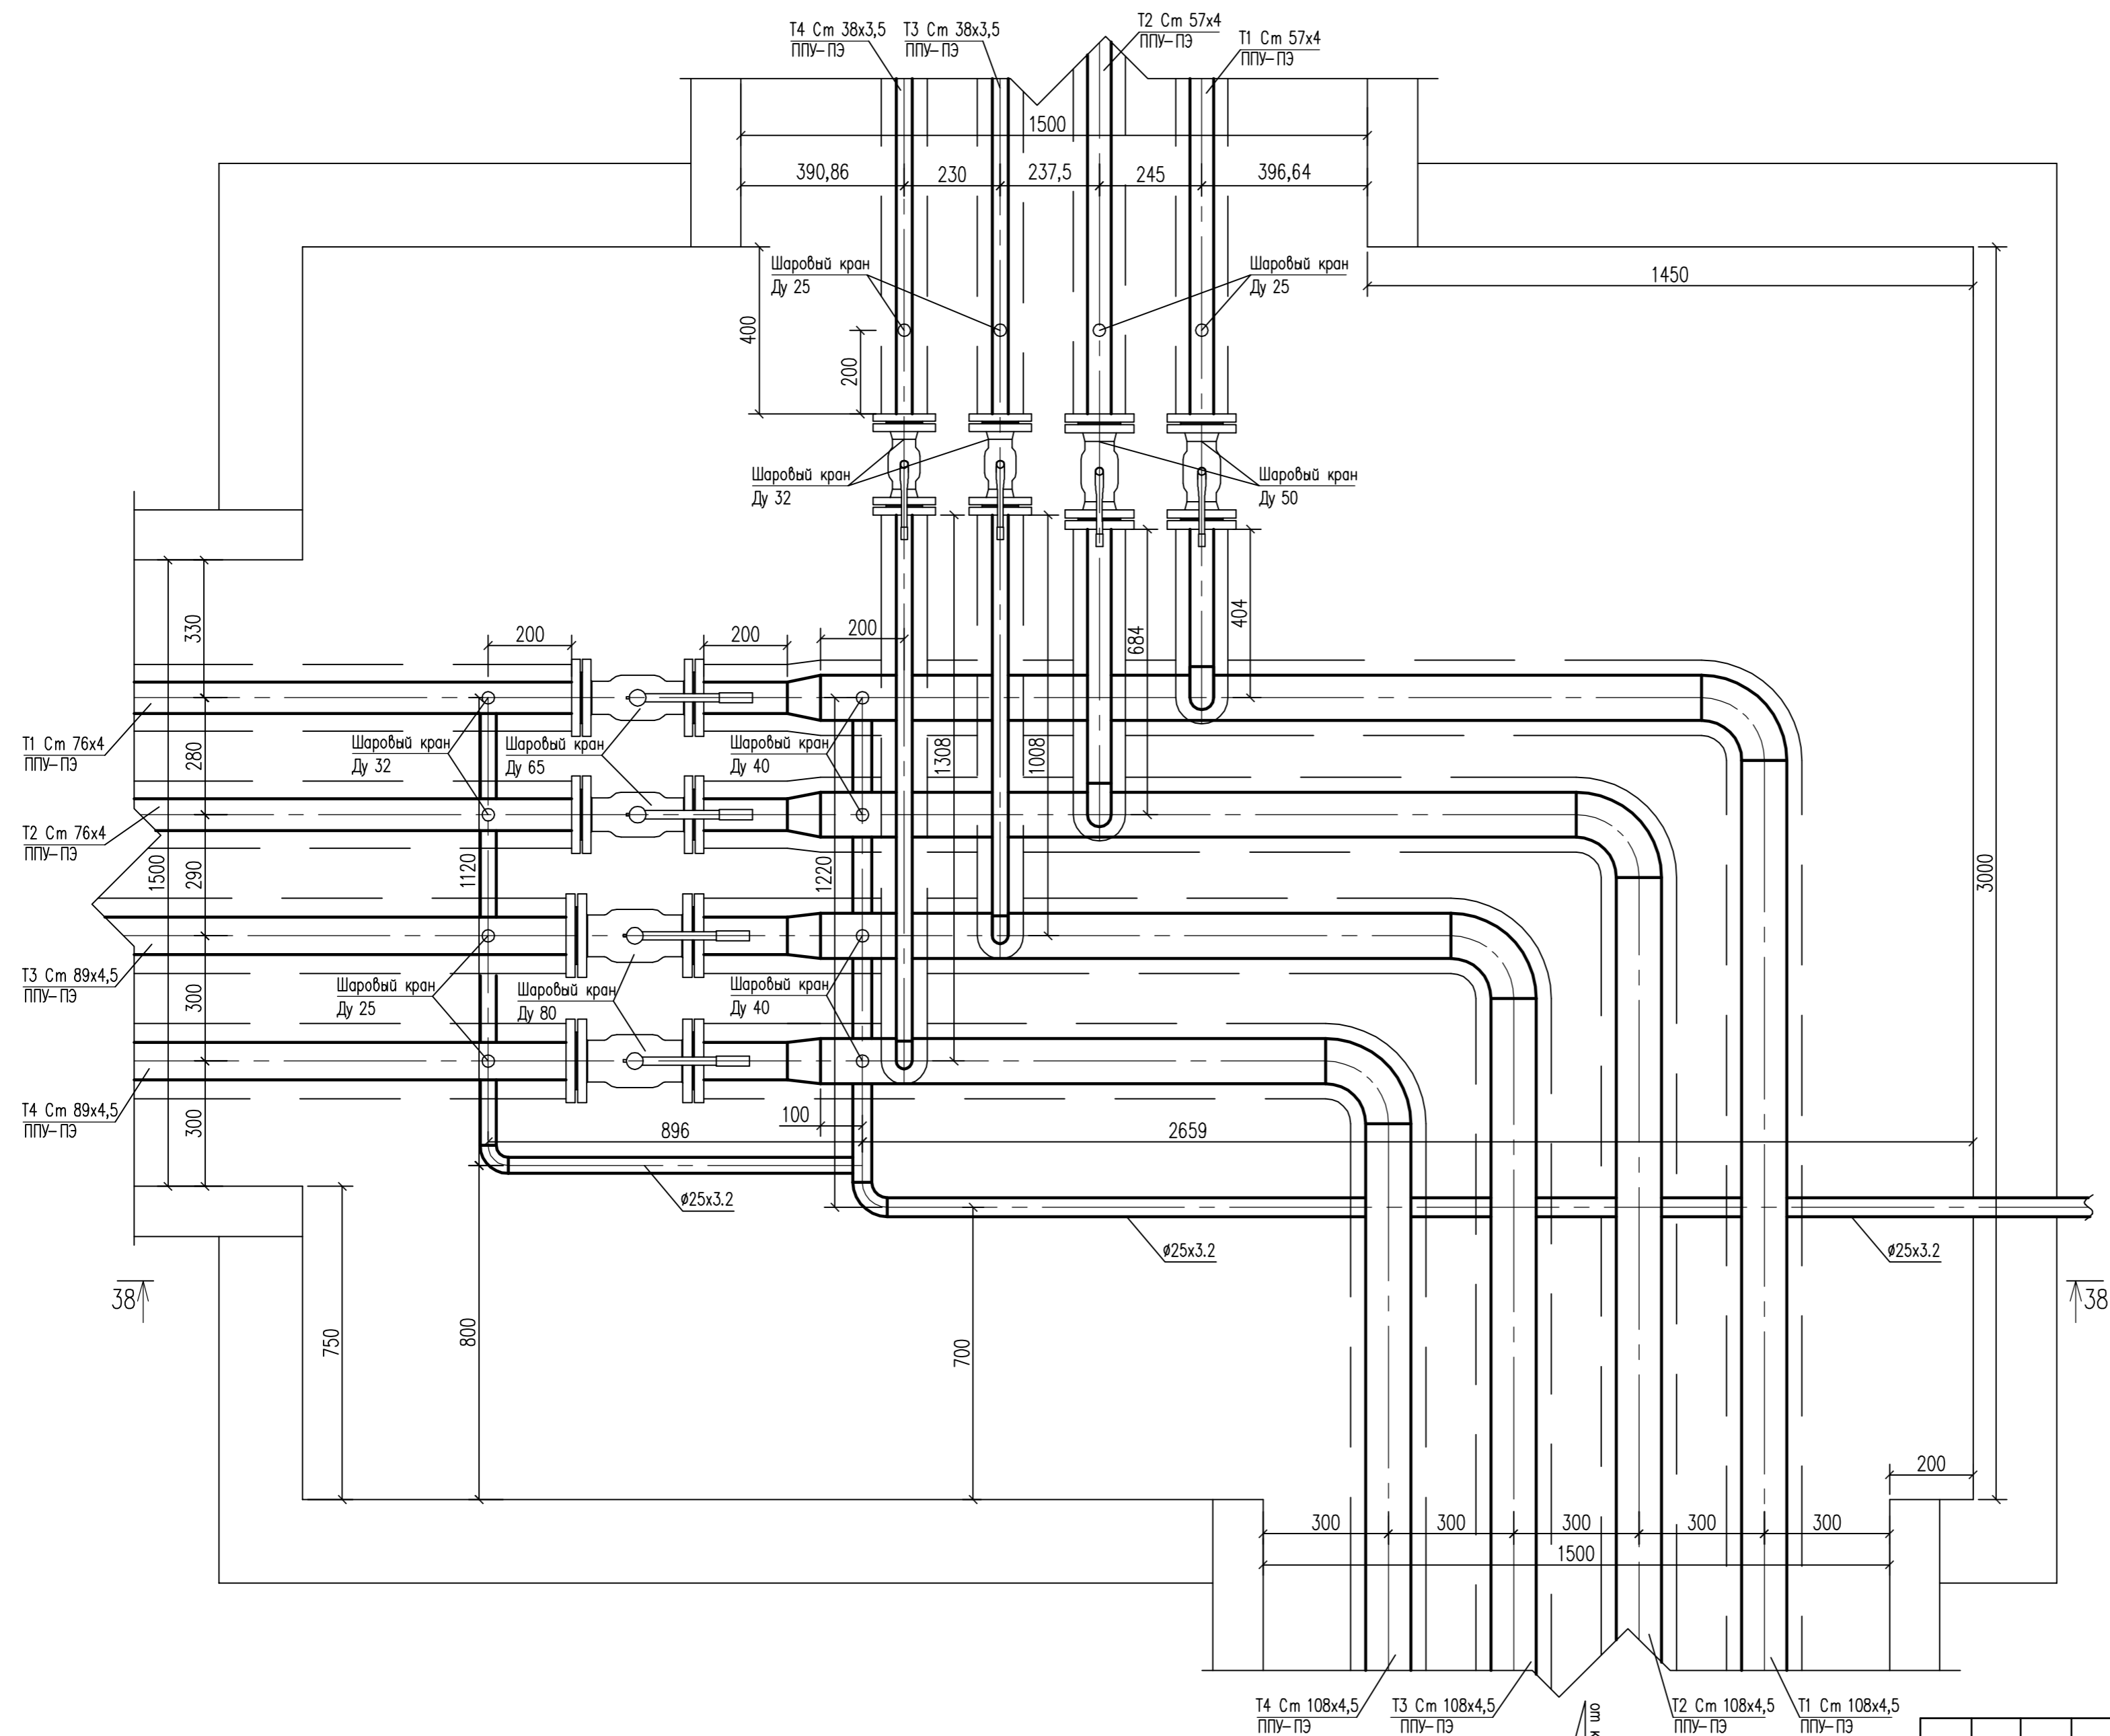 Т4 Ст 38х3,5
ППУ-ПЭ
Т3 Ст 38х3,5
ППУ-ПЭ
Т2 Ст 57х4
ППУ-ПЭ
Т1 Ст 57х4
ППУ-ПЭ
1500
390,86
230
237,5
245
396,64
Шаровый кран
Ду 25
Шаровый кран
Ду 25
1450
400
200
Шаровый кран
Ду 32
Шаровый кран
Ду 50
330
200
200
200
684
404
Т1 Ст 76х4
ППУ-ПЭ
280
Шаровый кран
Ду 32
Шаровый кран
Ду 65
Шаровый кран
Ду 40
1308
1008
Т2 Ст 76х4
ППУ-ПЭ
1500
290
1120
1220
3000
Т3 Ст 89х4,5
ППУ-ПЭ
300
Шаровый кран
Ду 25
Шаровый кран
Ду 80
Шаровый кран
Ду 40
Т4 Ст 89х4,5
ППУ-ПЭ
300
100
896
2659
ø25х3.2
ø25х3.2
ø25х3.2
38
38
750
800
700
200
300
300
300
300
300
1500
Т4 Ст 108х4,5
ППУ-ПЭ
Т3 Ст 108х4,5
ППУ-ПЭ
от
Т2 Ст 108х4,5
ППУ-ПЭ
Т1 Ст 108х4,5
ППУ-ПЭ